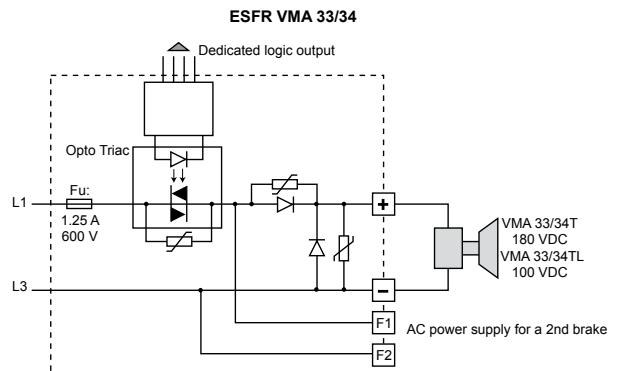 ESFR VMA 33/34
Dedicated logic output
Opto Triac
Fu:
L1
1.25 A
600 V
+
VMA 33/34T
180 VDC
VMA 33/34TL
100 VDC
L3
−
F1
AC power supply for a 2nd brake
F2